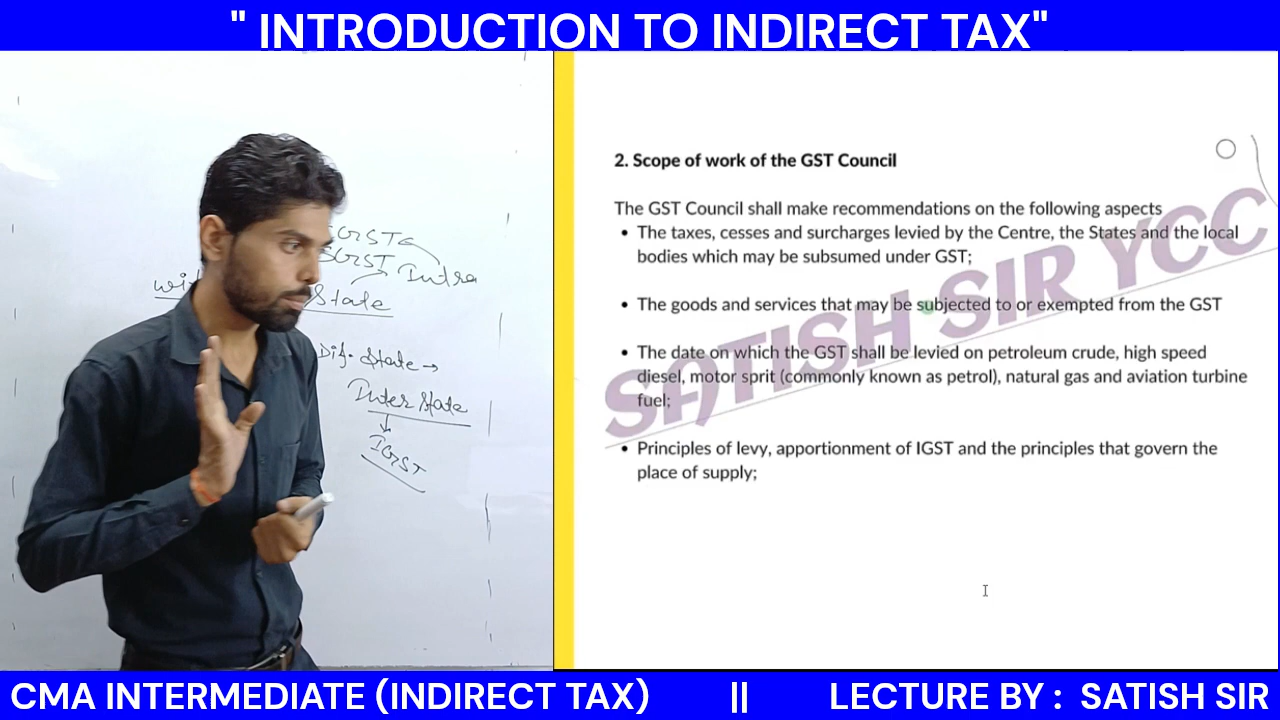 " INTRODUCTION TO INDIRECT TAX"
CGST
SGST
Intra
State
Dif. State →
Inter State
↓
IGST
2. Scope of work of the GST Council
The GST Council shall make recommendations on the following aspects
• The taxes, cesses and surcharges levied by the Centre, the States and the local
bodies which may be subsumed under GST;
• The goods and services that may be subjected to or exempted from the GST
• The date on which the GST shall be levied on petroleum crude, high speed
diesel, motor sprit (commonly known as petrol), natural gas and aviation turbine
fuel;
• Principles of levy, apportionment of IGST and the principles that govern the
place of supply;
SATISH SIR YCC
CMA INTERMEDIATE (INDIRECT TAX) || LECTURE BY : SATISH SIR